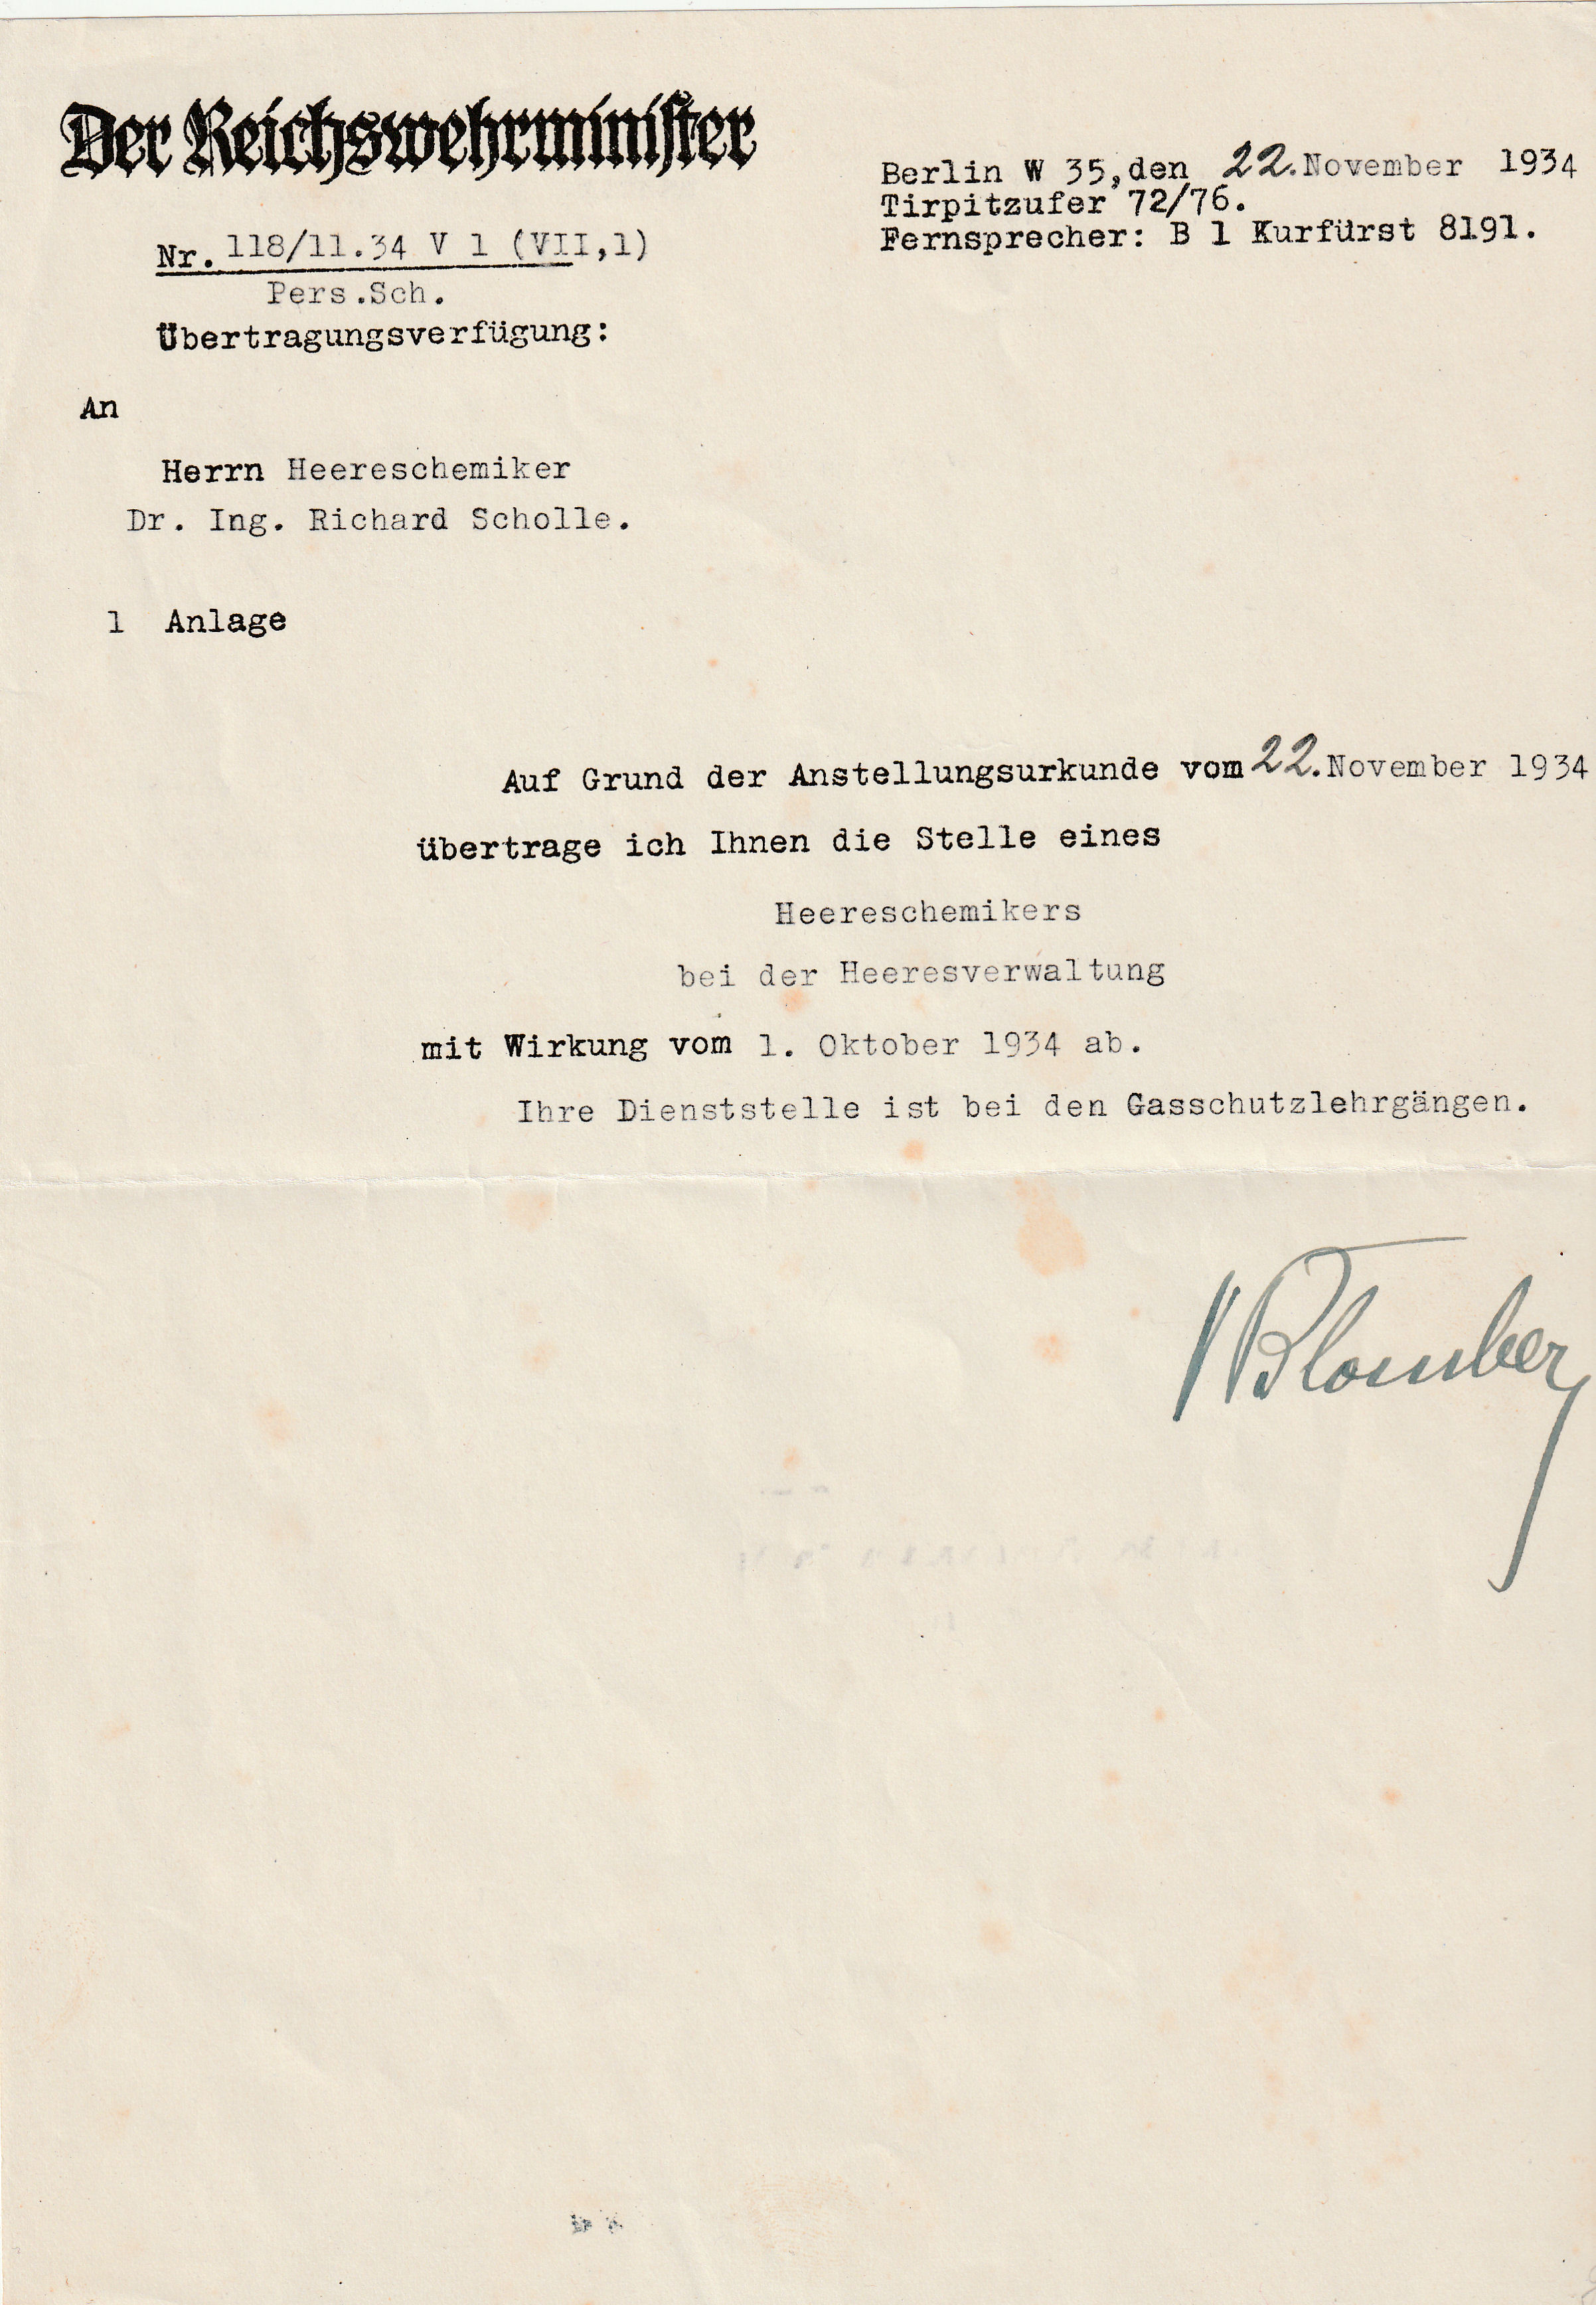 Der Reichswehrminister
Berlin W 35, den 22. November 1934
Tirpitzufer 72/76.
Fernsprecher: B 1 Kurfürst 8191.
Nr. 118/11.34 V 1 (VII,1)
Pers.Sch.
Übertragungsverfügung:
An
Herrn Heereschemiker
Dr. Ing. Richard Scholle.
1 Anlage
Auf Grund der Anstellungsurkunde vom 22. November 1934
übertrage ich Ihnen die Stelle eines
Heereschemikers
bei der Heeresverwaltung
mit Wirkung vom 1. Oktober 1934 ab.
Ihre Dienststelle ist bei den Gasschutzlehrgängen.
vBlomberg